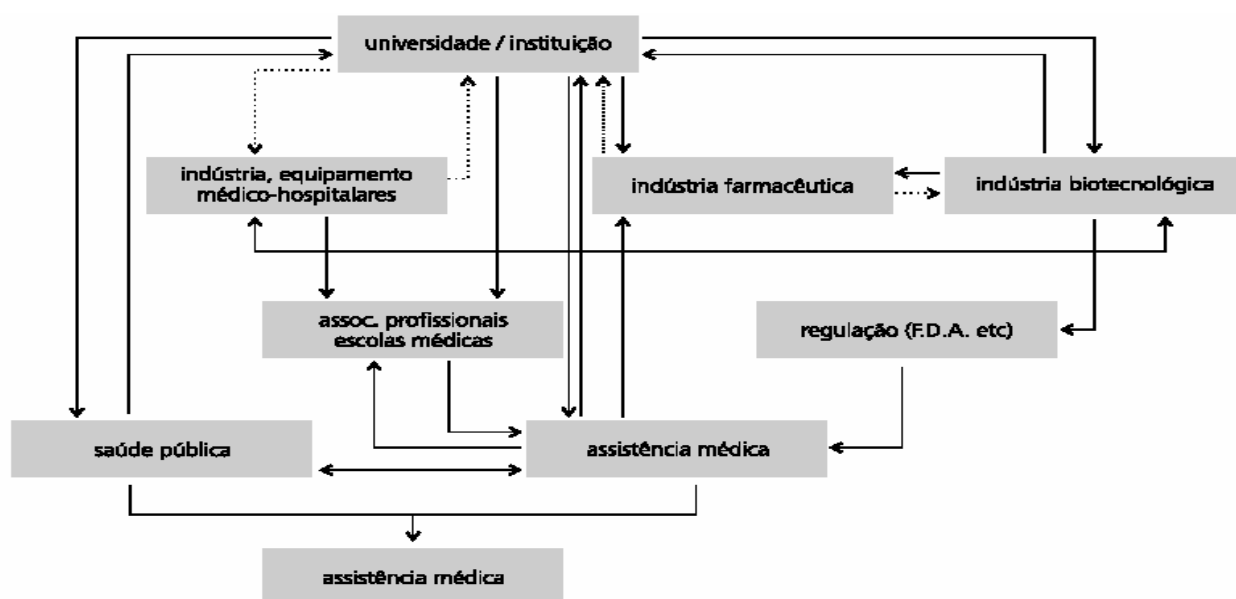 universidade / instituição
indústria, equipamento
médico-hospitalares
indústria farmacêutica
indústria biotecnológica
assoc. profissionais
escolas médicas
regulação (F.D.A. etc)
saúde pública
assistência médica
assistência médica